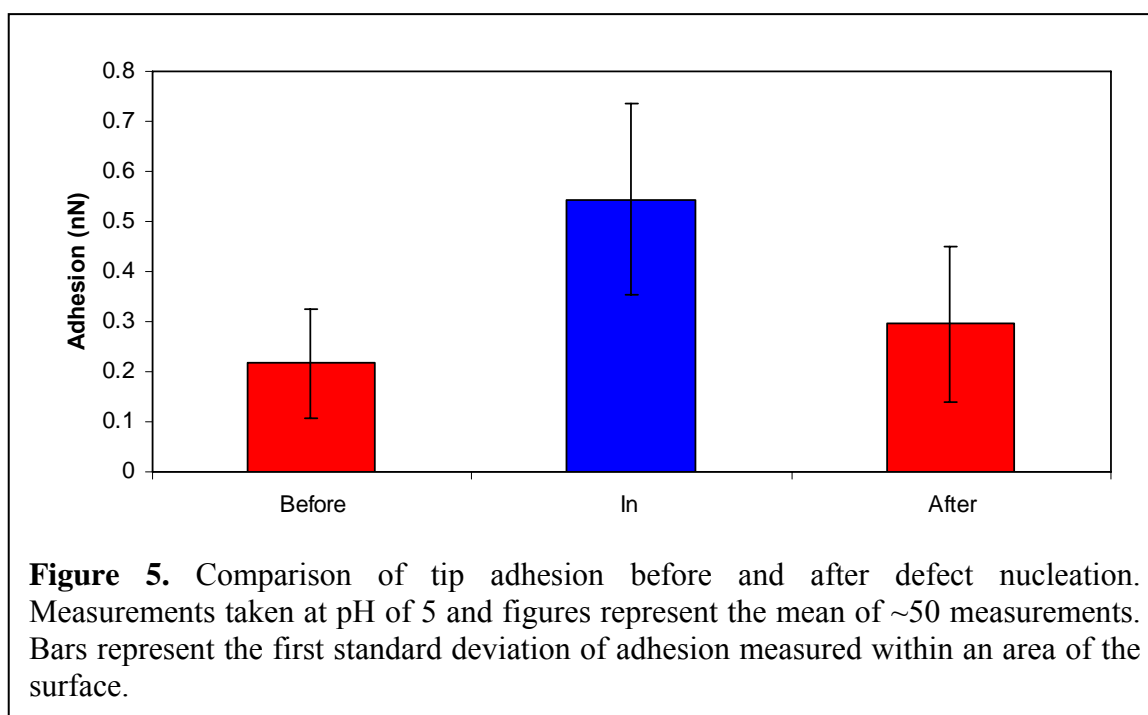 0.8
0.7
0.6
0.5
0.4
0.3
0.2
0.1
0
Adhesion (nN)
Before In After
Figure 5. Comparison of tip adhesion before and after defect nucleation.
Measurements taken at pH of 5 and figures represent the mean of ~50 measurements.
Bars represent the first standard deviation of adhesion measured within an area of the
surface.